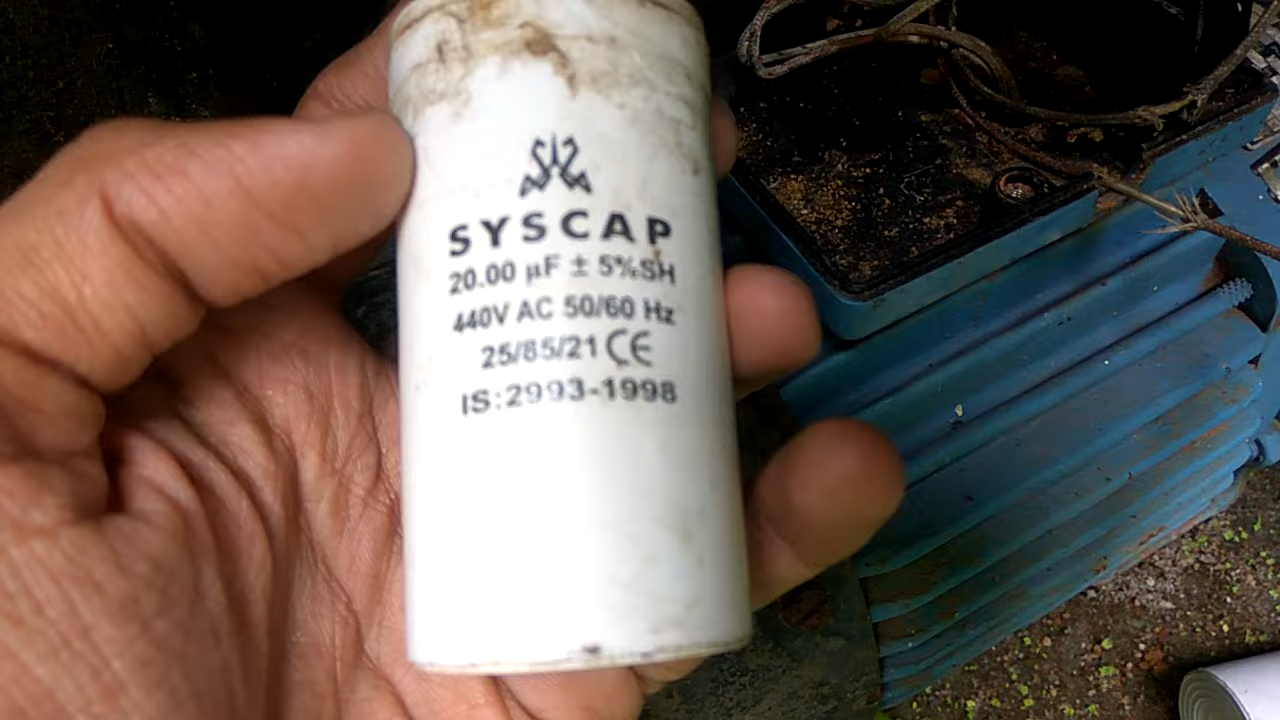 SYSCAP
20.00 µF ± 5%SH
440V AC 50/60 Hz
25/85/21 CE
IS:2993-1998